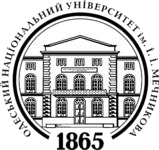 ОДЕСЬКИЙ НАЦІОНАЛЬНИЙ УНІВЕРСИТЕТ ім. І. І. МЕЧНИКОВА
1865